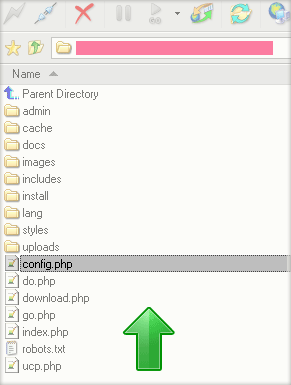 Name
Parent Directory
admin
cache
docs
images
includes
install
lang
styles
uploads
config.php
do.php
download.php
go.php
index.php
robots.txt
ucp.php